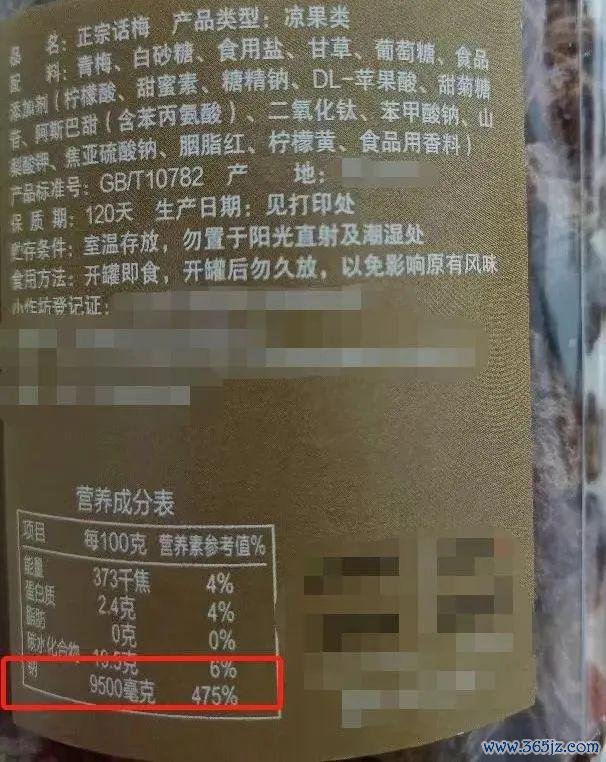 品 名：正宗话梅 产品类型：凉果类
配 料：青梅、白砂糖、食用盐、甘草、葡萄糖、食品
添加剂（柠檬酸、甜蜜素、糖精钠、DL-苹果酸、甜菊糖
苷、阿斯巴甜（含苯丙氨酸）、二氧化钛、苯甲酸钠、山
梨酸钾、焦亚硫酸钠、胭脂红、柠檬黄、食品用香料）
产品标准号：GB/T10782 产 地：
保 质 期：120天 生产日期：见打印处
贮存条件：室温存放，勿置于阳光直射及潮湿处
食用方法：开罐即食，开罐后勿久放，以免影响原有风味
小作坊登记证：
营养成分表
项目 每100克 营养素参考值%
能量 373千焦 4%
蛋白质 2.4克 4%
脂肪 0克 0%
碳水化合物 19.5克 6%
钠 9500毫克 475%
www.365jz.com